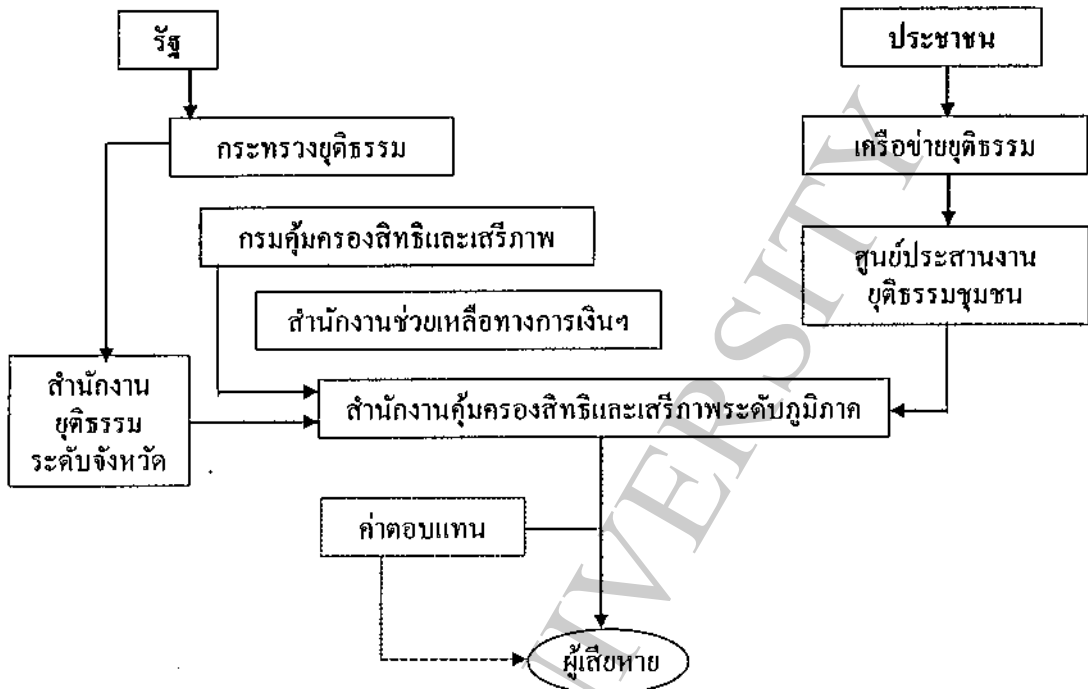 รัฐ
ประชาชน
กระทรวงยุติธรรม
เครือข่ายยุติธรรม
กรมคุ้มครองสิทธิและเสรีภาพ
ศูนย์ประสานงาน
ยุติธรรมชุมชน
สำนักงานช่วยเหลือทางการเงินฯ
สำนักงาน
ยุติธรรม
ระดับจังหวัด
สำนักงานคุ้มครองสิทธิและเสรีภาพระดับภูมิภาค
ค่าตอบแทน
ผู้เสียหาย
IVERSITY